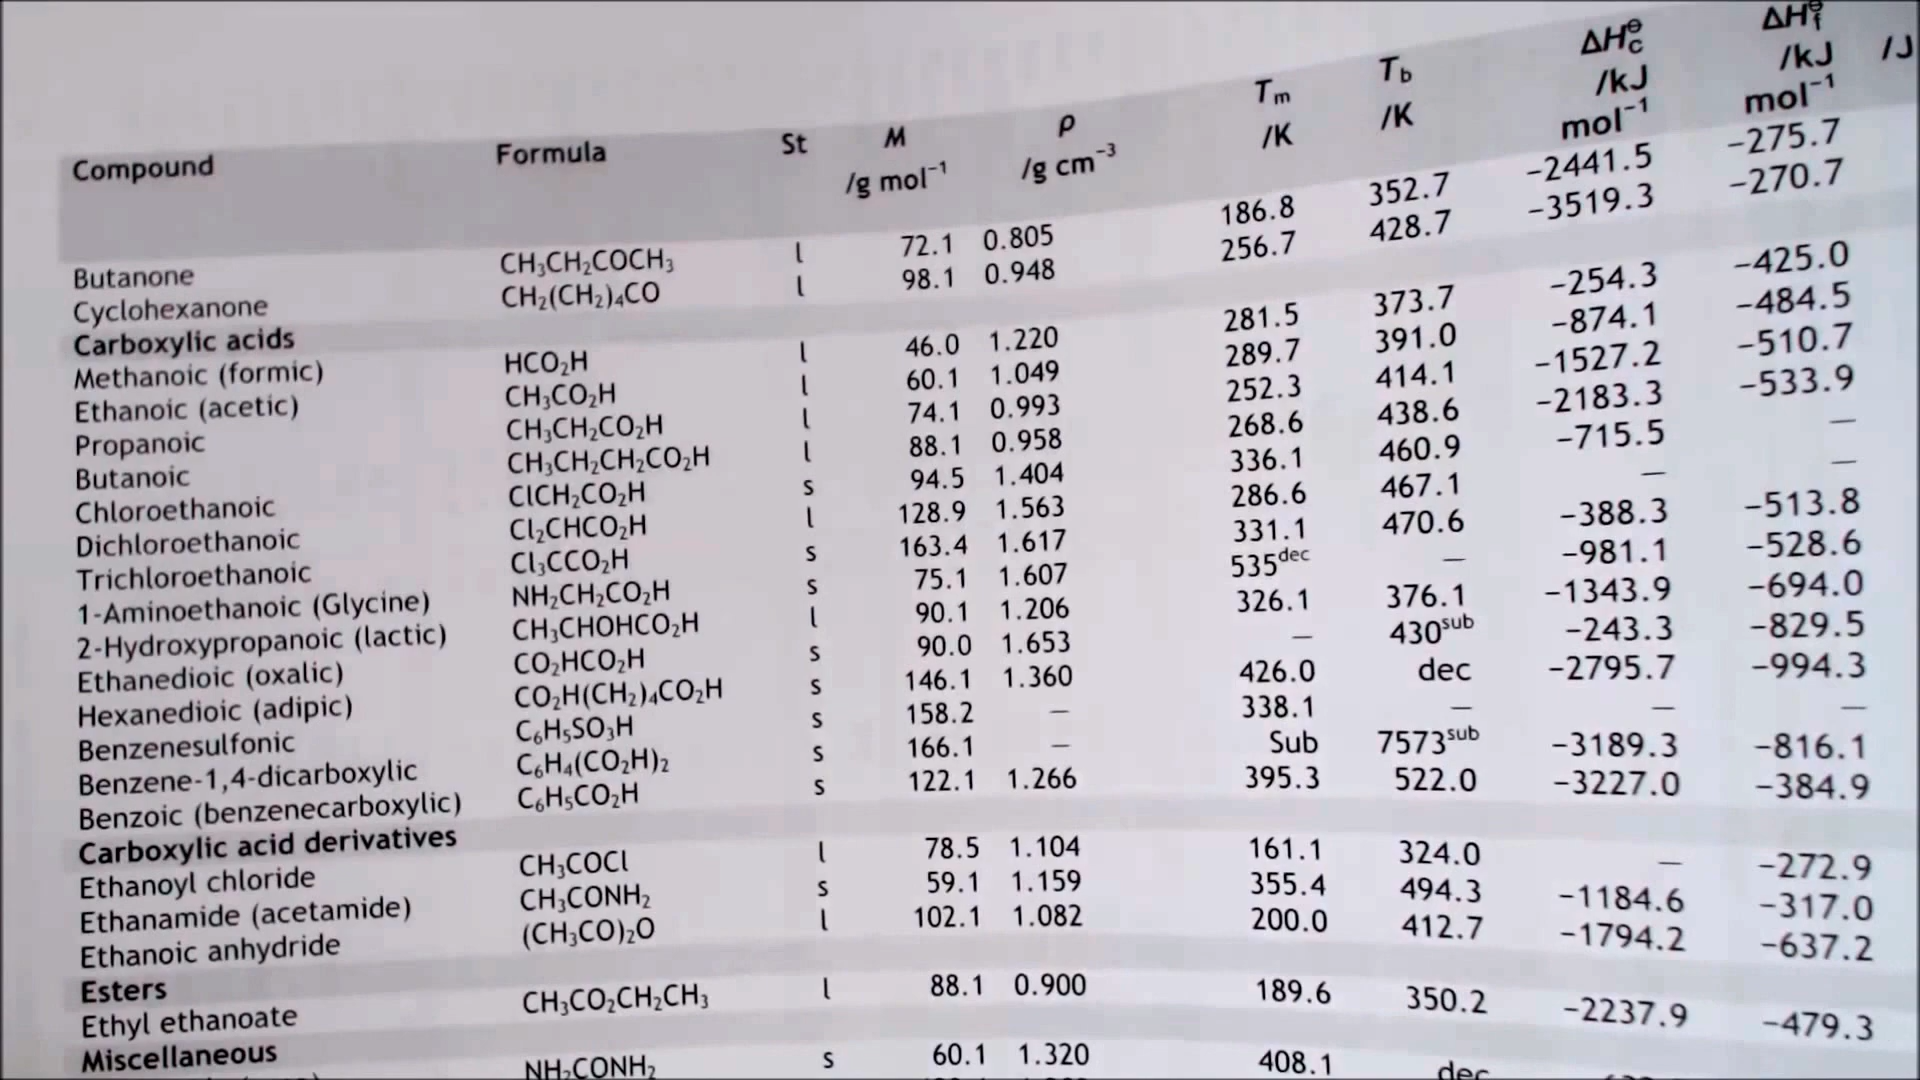 Compound Formula St M /g mol⁻¹ ρ /g cm⁻³ Tm /K Tb /K ΔH⊖c /kJ mol⁻¹ ΔH⊖f /kJ mol⁻¹ /J
Butanone CH₃CH₂COCH₃ l 72.1 0.805 186.8 352.7 −2441.5 −275.7
Cyclohexanone CH₂(CH₂)₄CO l 98.1 0.948 256.7 428.7 −3519.3 −270.7
Carboxylic acids
Methanoic (formic) HCO₂H l 46.0 1.220 281.5 373.7 −254.3 −425.0
Ethanoic (acetic) CH₃CO₂H l 60.1 1.049 289.7 391.0 −874.1 −484.5
Propanoic CH₃CH₂CO₂H l 74.1 0.993 252.3 414.1 −1527.2 −510.7
Butanoic CH₃CH₂CH₂CO₂H l 88.1 0.958 268.6 438.6 −2183.3 −533.9
Chloroethanoic ClCH₂CO₂H s 94.5 1.404 336.1 460.9 −715.5 —
Dichloroethanoic Cl₂CHCO₂H l 128.9 1.563 286.6 467.1 — —
Trichloroethanoic Cl₃CCO₂H s 163.4 1.617 331.1 470.6 −388.3 −513.8
1-Aminoethanoic (Glycine) NH₂CH₂CO₂H s 75.1 1.607 535ᵈᵉᶜ — −981.1 −528.6
2-Hydroxypropanoic (lactic) CH₃CHOHCO₂H l 90.1 1.206 326.1 376.1 −1343.9 −694.0
Ethanedioic (oxalic) CO₂HCO₂H s 90.0 1.653 — 430ˢᵘᵇ −243.3 −829.5
Hexanedioic (adipic) CO₂H(CH₂)₄CO₂H s 146.1 1.360 426.0 dec −2795.7 −994.3
Benzenesulfonic C₆H₅SO₃H s 158.2 — 338.1 — — —
Benzene-1,4-dicarboxylic C₆H₄(CO₂H)₂ s 166.1 — Sub 7573ˢᵘᵇ −3189.3 −816.1
Benzoic (benzenecarboxylic) C₆H₅CO₂H s 122.1 1.266 395.3 522.0 −3227.0 −384.9
Carboxylic acid derivatives
Ethanoyl chloride CH₃COCl l 78.5 1.104 161.1 324.0 — −272.9
Ethanamide (acetamide) CH₃CONH₂ s 59.1 1.159 355.4 494.3 −1184.6 −317.0
Ethanoic anhydride (CH₃CO)₂O l 102.1 1.082 200.0 412.7 −1794.2 −637.2
Esters
Ethyl ethanoate CH₃CO₂CH₂CH₃ l 88.1 0.900 189.6 350.2 −2237.9 −479.3
Miscellaneous
NH₂CONH₂ s 60.1 1.320 408.1 dec